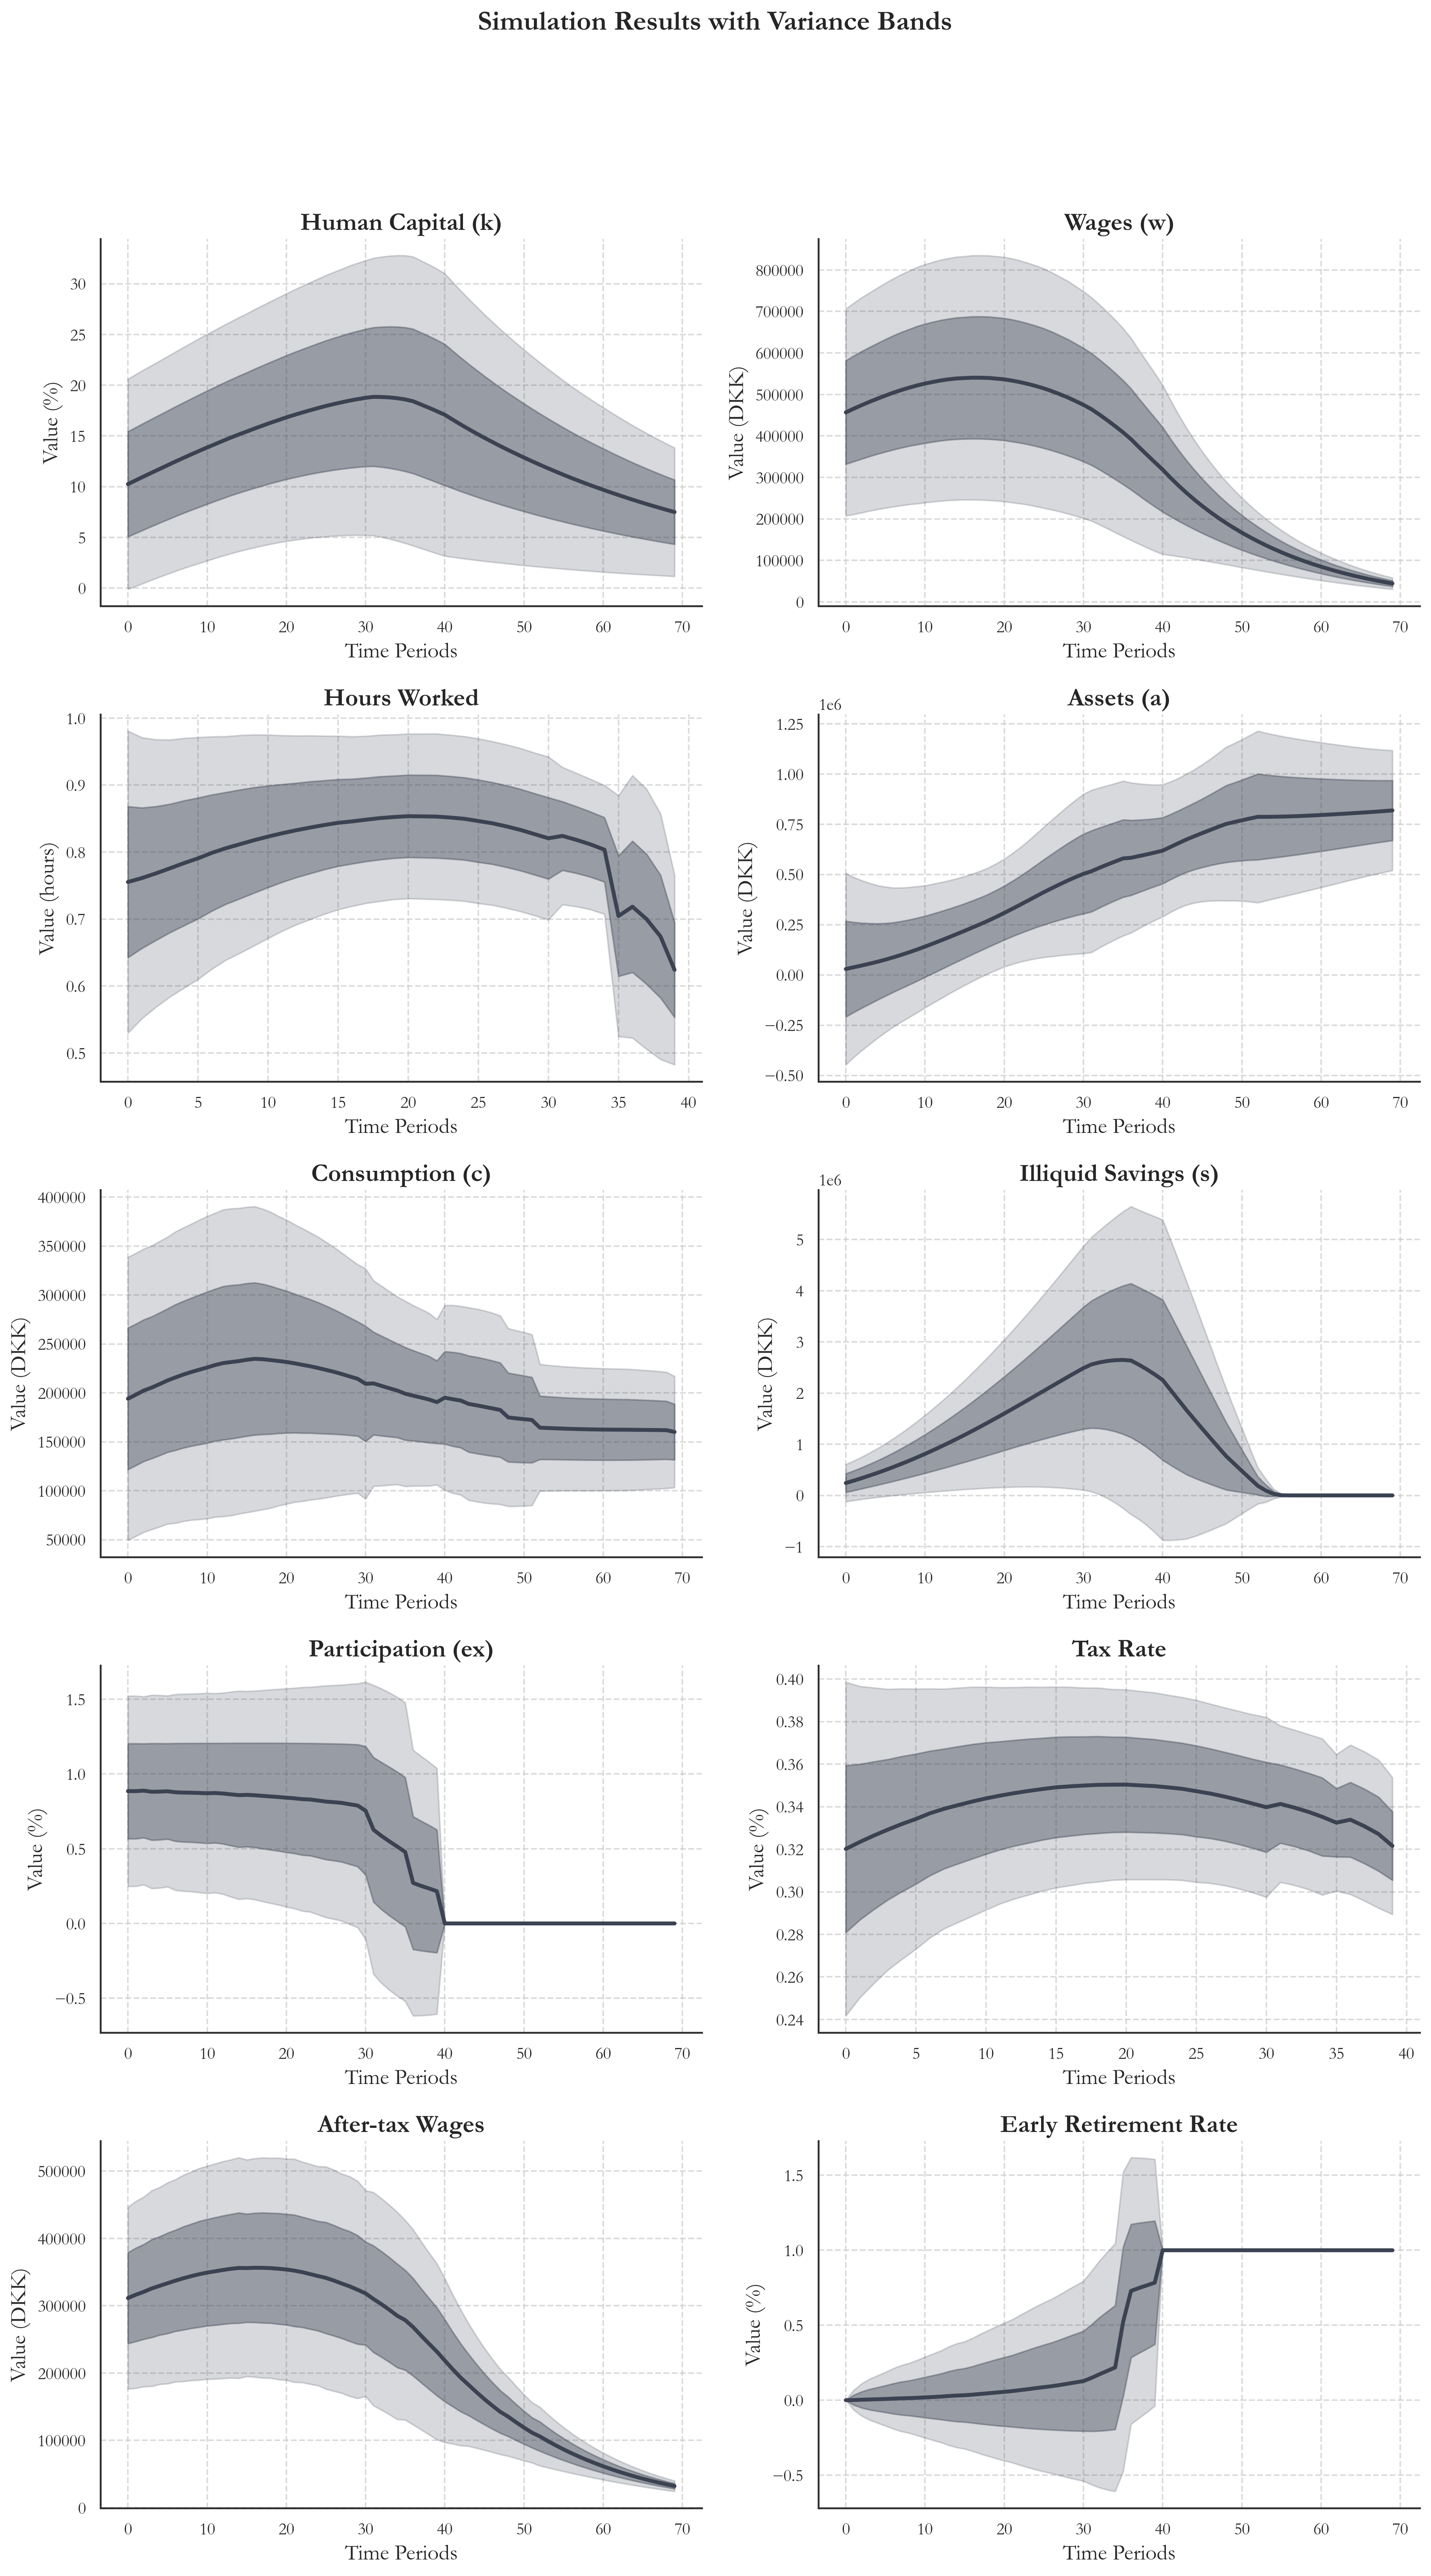 Simulation Results with Variance Bands
Human Capital (k)
Value (%)
30
25
20
15
10
5
0
0 10 20 30 40 50 60 70
Time Periods
Wages (w)
Value (DKK)
800000
700000
600000
500000
400000
300000
200000
100000
0
0 10 20 30 40 50 60 70
Time Periods
Hours Worked
Value (hours)
1.0
0.9
0.8
0.7
0.6
0.5
0 5 10 15 20 25 30 35 40
Time Periods
Assets (a)
1e6
Value (DKK)
1.25
1.00
0.75
0.50
0.25
0.00
−0.25
−0.50
0 10 20 30 40 50 60 70
Time Periods
Consumption (c)
Value (DKK)
400000
350000
300000
250000
200000
150000
100000
50000
0 10 20 30 40 50 60 70
Time Periods
Illiquid Savings (s)
1e6
Value (DKK)
5
4
3
2
1
0
−1
0 10 20 30 40 50 60 70
Time Periods
Participation (ex)
Value (%)
1.5
1.0
0.5
0.0
−0.5
0 10 20 30 40 50 60 70
Time Periods
Tax Rate
Value (%)
0.40
0.38
0.36
0.34
0.32
0.30
0.28
0.26
0.24
0 5 10 15 20 25 30 35 40
Time Periods
After-tax Wages
Value (DKK)
500000
400000
300000
200000
100000
0
0 10 20 30 40 50 60 70
Time Periods
Early Retirement Rate
Value (%)
1.5
1.0
0.5
0.0
−0.5
0 10 20 30 40 50 60 70
Time Periods